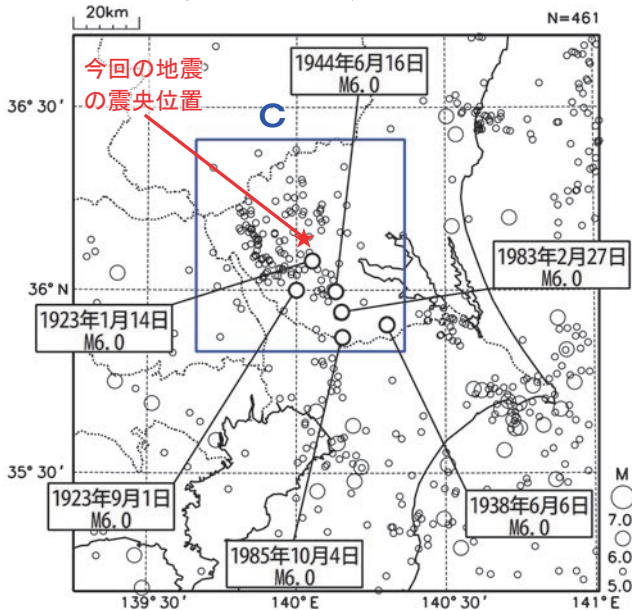 20km
N=461
今回の地震
の震央位置
1944年6月16日
M6.0
C
36°30′
1983年2月27日
M6.0
36°N
1923年1月14日
M6.0
35°30′
1923年9月1日
M6.0
1985年10月4日
M6.0
1938年6月6日
M6.0
M
7.0
6.0
5.0
139°30′
140°E
140°30′
141°E